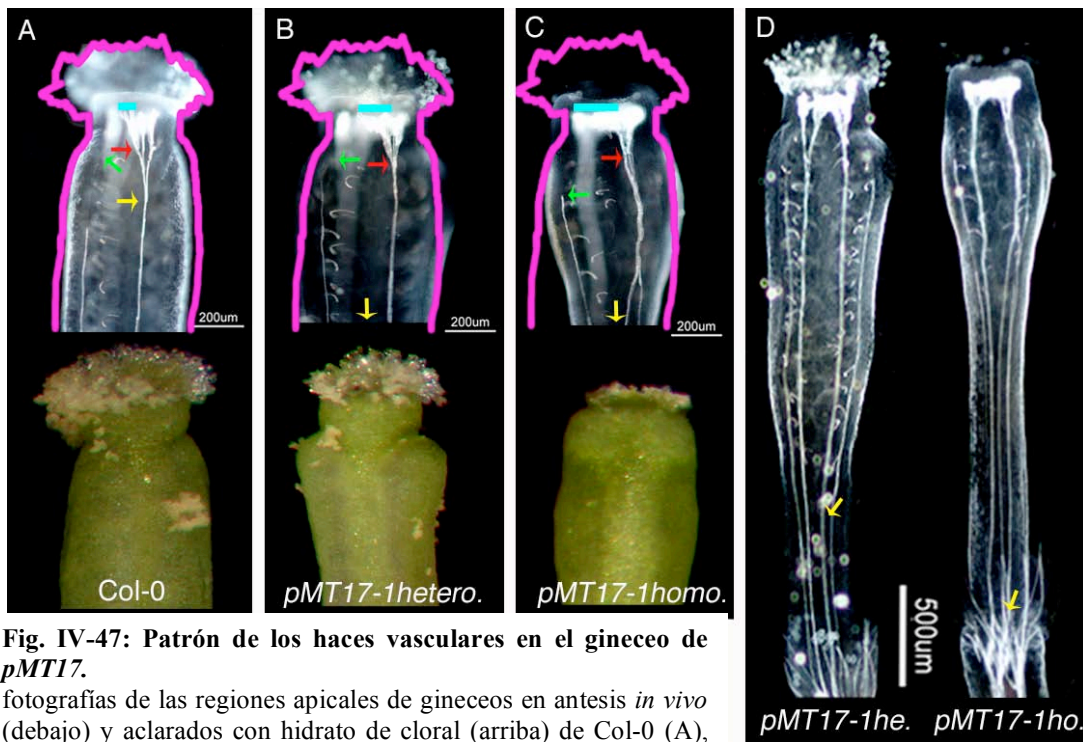 A
B
C
D
200um
200um
200um
Col-0
pMT17-1hetero.
pMT17-1homo.
500um
pMT17-1he.
pMT17-1ho.
Fig. IV-47: Patrón de los haces vasculares en el gineceo de
pMT17.
fotografías de las regiones apicales de gineceos en antesis in vivo
(debajo) y aclarados con hidrato de cloral (arriba) de Col-0 (A),